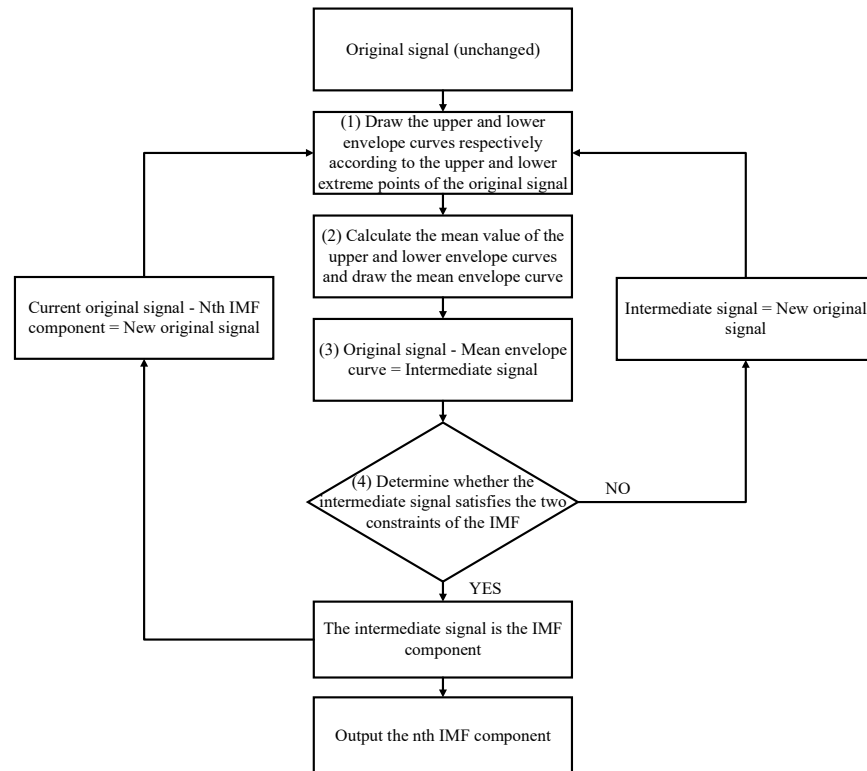 Original signal (unchanged)
(1) Draw the upper and lower
envelope curves respectively
according to the upper and lower
extreme points of the original signal
(2) Calculate the mean value of the
upper and lower envelope curves
and draw the mean envelope curve
Current original signal - Nth IMF
component = New original signal
Intermediate signal = New original
signal
(3) Original signal - Mean envelope
curve = Intermediate signal
(4) Determine whether the
intermediate signal satisfies the two
constraints of the IMF
NO
YES
The intermediate signal is the IMF
component
Output the nth IMF component